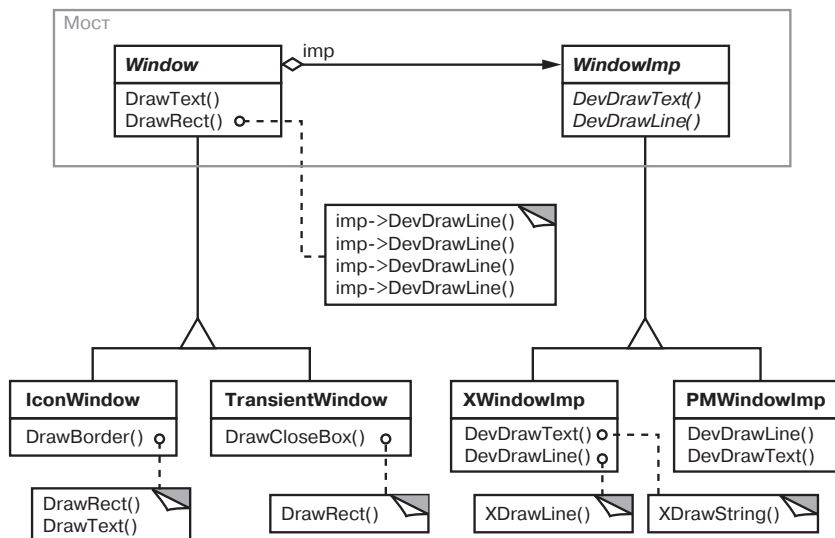 Мост
Window
imp
WindowImp
DrawText()
DrawRect()
DevDrawText()
DevDrawLine()
imp->DevDrawLine()
imp->DevDrawLine()
imp->DevDrawLine()
imp->DevDrawLine()
IconWindow
DrawBorder()
TransientWindow
DrawCloseBox()
XWindowImp
DevDrawText()
DevDrawLine()
PMWindowImp
DevDrawLine()
DevDrawText()
DrawRect()
DrawText()
DrawRect()
XDrawLine()
XDrawString()